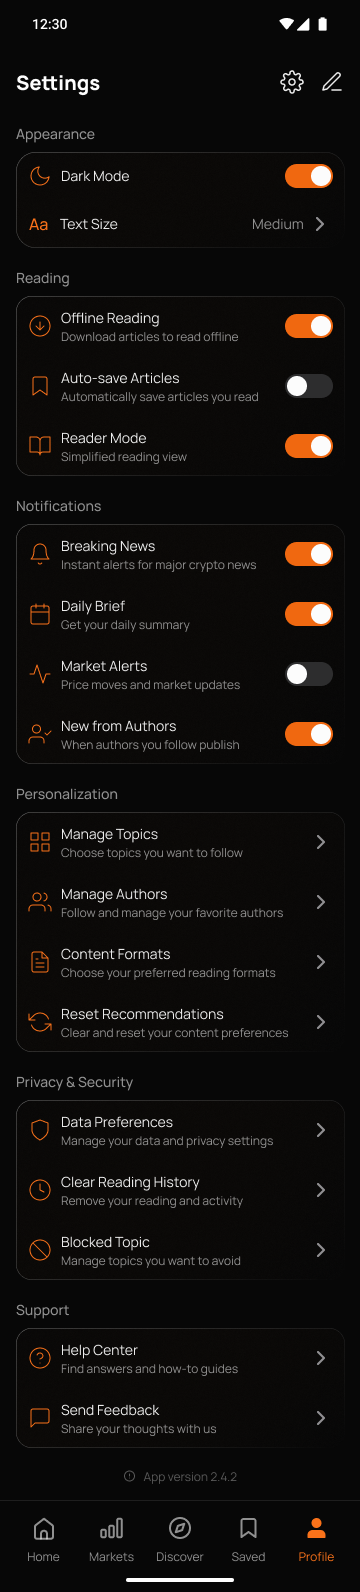 12:30
Settings
Appearance
Dark Mode
Aa Text Size Medium
Reading
Offline Reading
Download articles to read offline
Auto-save Articles
Automatically save articles you read
Reader Mode
Simplified reading view
Notifications
Breaking News
Instant alerts for major crypto news
Daily Brief
Get your daily summary
Market Alerts
Price moves and market updates
New from Authors
When authors you follow publish
Personalization
Manage Topics
Choose topics you want to follow
Manage Authors
Follow and manage your favorite authors
Content Formats
Choose your preferred reading formats
Reset Recommendations
Clear and reset your content preferences
Privacy & Security
Data Preferences
Manage your data and privacy settings
Clear Reading History
Remove your reading and activity
Blocked Topic
Manage topics you want to avoid
Support
Help Center
Find answers and how-to guides
Send Feedback
Share your thoughts with us
App version 2.4.2
Home Markets Discover Saved Profile